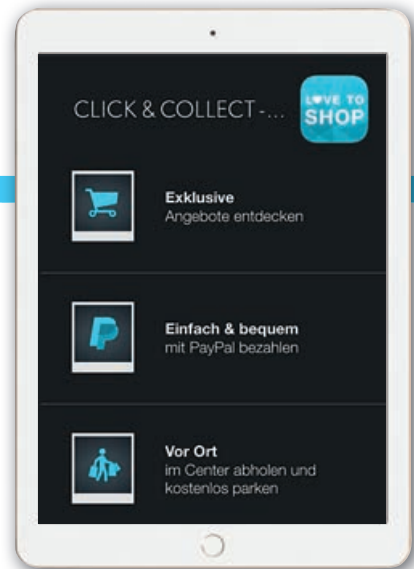 CLICK & COLLECT -...
L♥VE TO
SHOP
Exklusive
Angebote entdecken
Einfach & bequem
mit PayPal bezahlen
Vor Ort
im Center abholen und
kostenlos parken